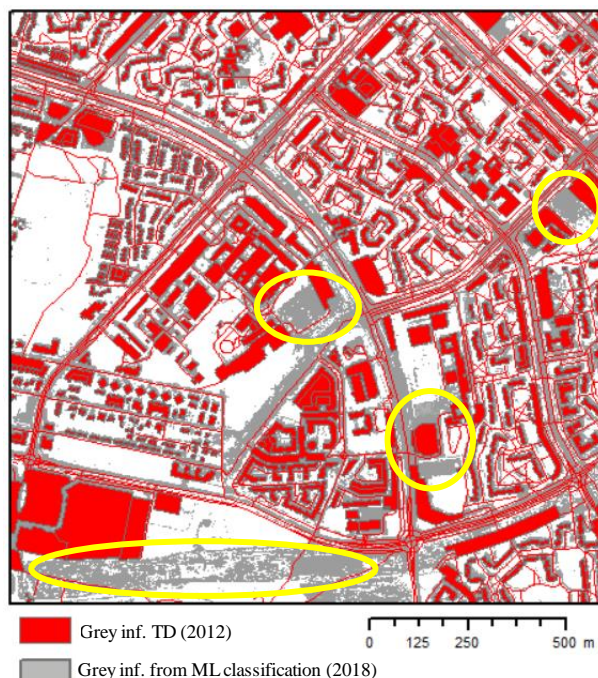 Grey inf. TD (2012)
0 125 250 500 m
Grey inf. from ML classification (2018)